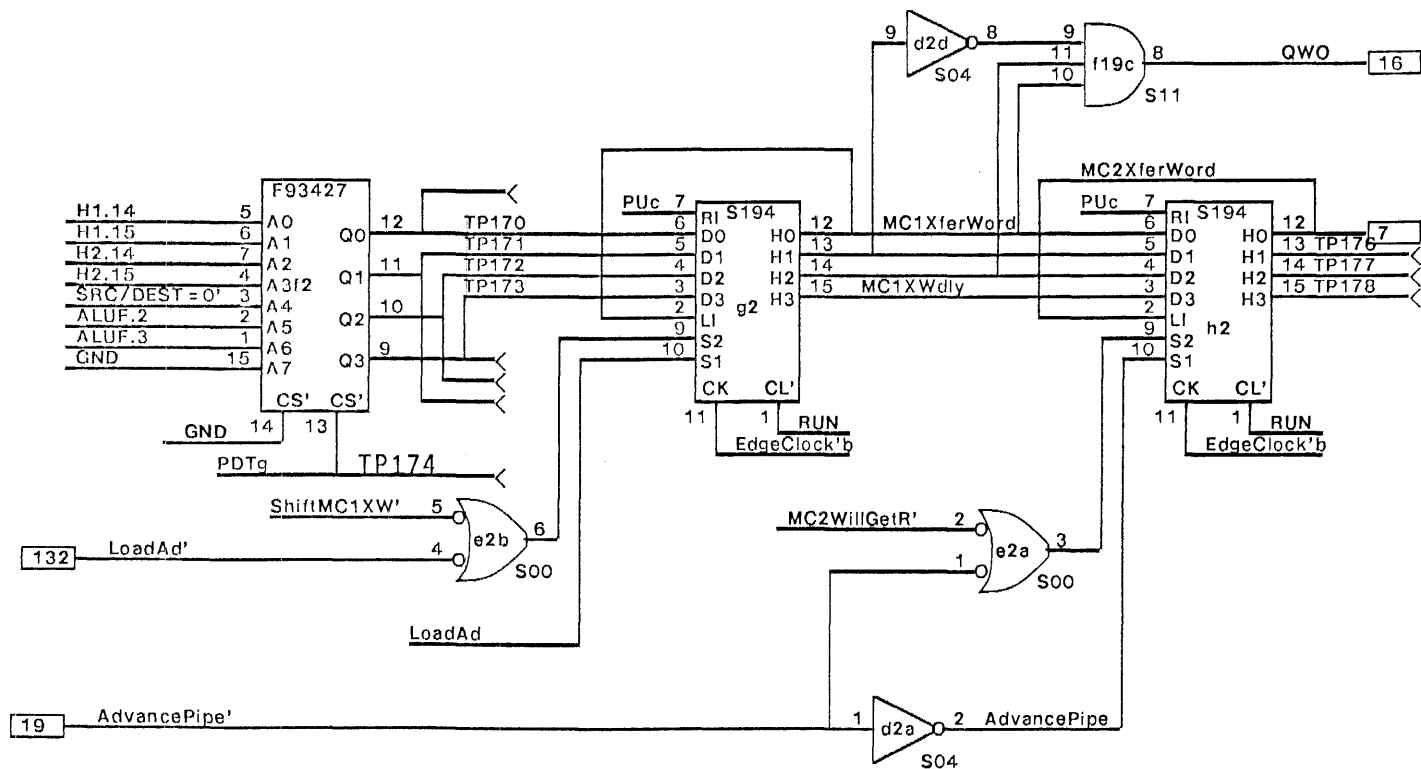 9 d2d 8 S04
9 11 10 f19c 8 S11
QWO 16
F93427
H1.14 5 A0
H1.15 6 A1
H2.14 7 A2
H2.15 4 A3 f2
SRC/DEST=0' 3 A4
ALUF.2 2 A5
ALUF.3 1 A6
GND 15 A7
Q0 12 TP170
Q1 11 TP171
Q2 10 TP172
Q3 9 TP173
CS' CS'
GND 14 13
PDTg TP174
PUc 7 RI S194
6 D0 H0 12 MC1XferWord
5 D1 H1 13
4 D2 H2 14
3 D3 H3 15 MC1XWdly
g2
2 LI
9 S2
10 S1
CK CL'
11 1 RUN
EdgeClock'b
MC2XferWord
PUc 7 RI S194
6 D0 H0 12 7
5 D1 H1 13 TP176
4 D2 H2 14 TP177
3 D3 H3 15 TP178
2 LI
h2
9 S2
10 S1
CK CL'
11 1 RUN
EdgeClock'b
ShiftMC1XW' 5 e2b 6
132 LoadAd' 4 S00
LoadAd
MC2WillGetR' 2 e2a 3
1 S00
19 AdvancePipe' 1 d2a 2 AdvancePipe
S04